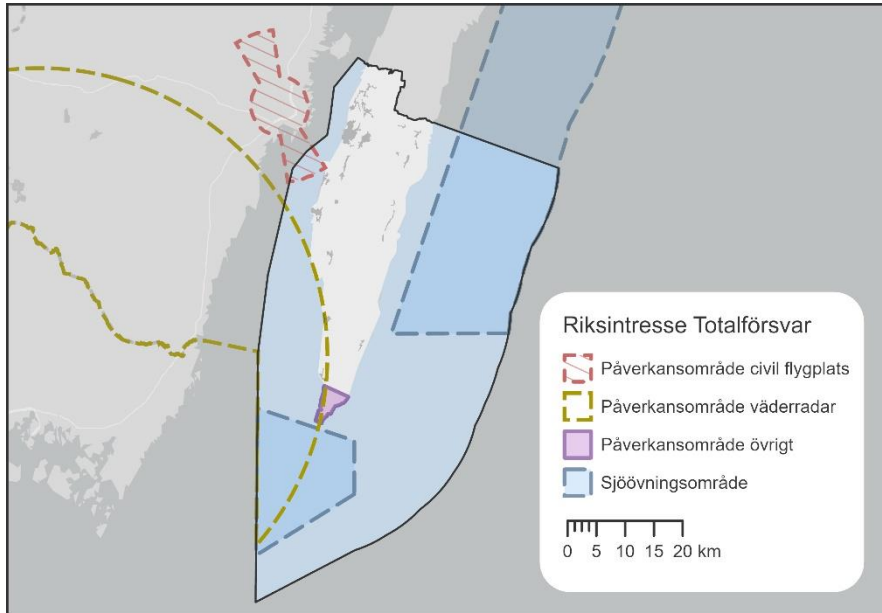 Riksintresse Totalförsvar
Påverkansområde civil flygplats
Påverkansområde väderradar
Påverkansområde övrigt
Sjöövningsområde
0 5 10 15 20 km